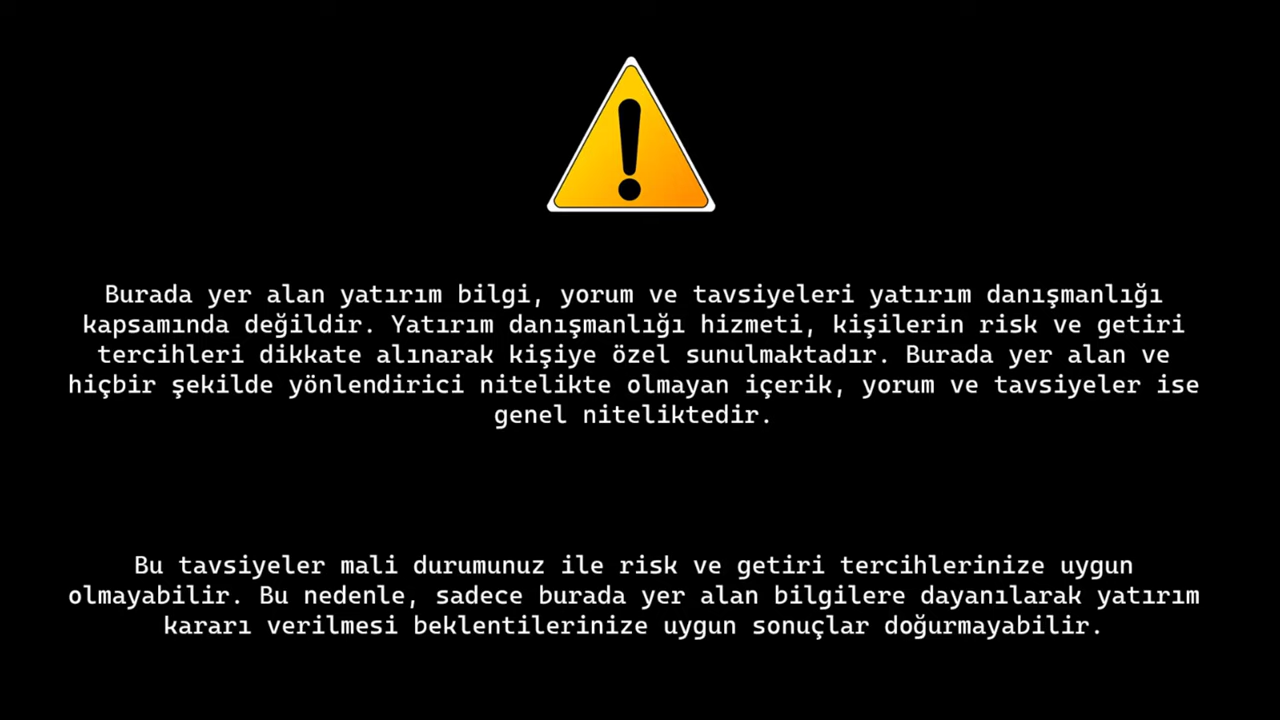 Burada yer alan yatırım bilgi, yorum ve tavsiyeleri yatırım danışmanlığı
kapsamında değildir. Yatırım danışmanlığı hizmeti, kişilerin risk ve getiri
tercihleri dikkate alınarak kişiye özel sunulmaktadır. Burada yer alan ve
hiçbir şekilde yönlendirici nitelikte olmayan içerik, yorum ve tavsiyeler ise
genel niteliktedir.
Bu tavsiyeler mali durumunuz ile risk ve getiri tercihlerinize uygun
olmayabilir. Bu nedenle, sadece burada yer alan bilgilere dayanılarak yatırım
kararı verilmesi beklentilerinize uygun sonuçlar doğurmayabilir.